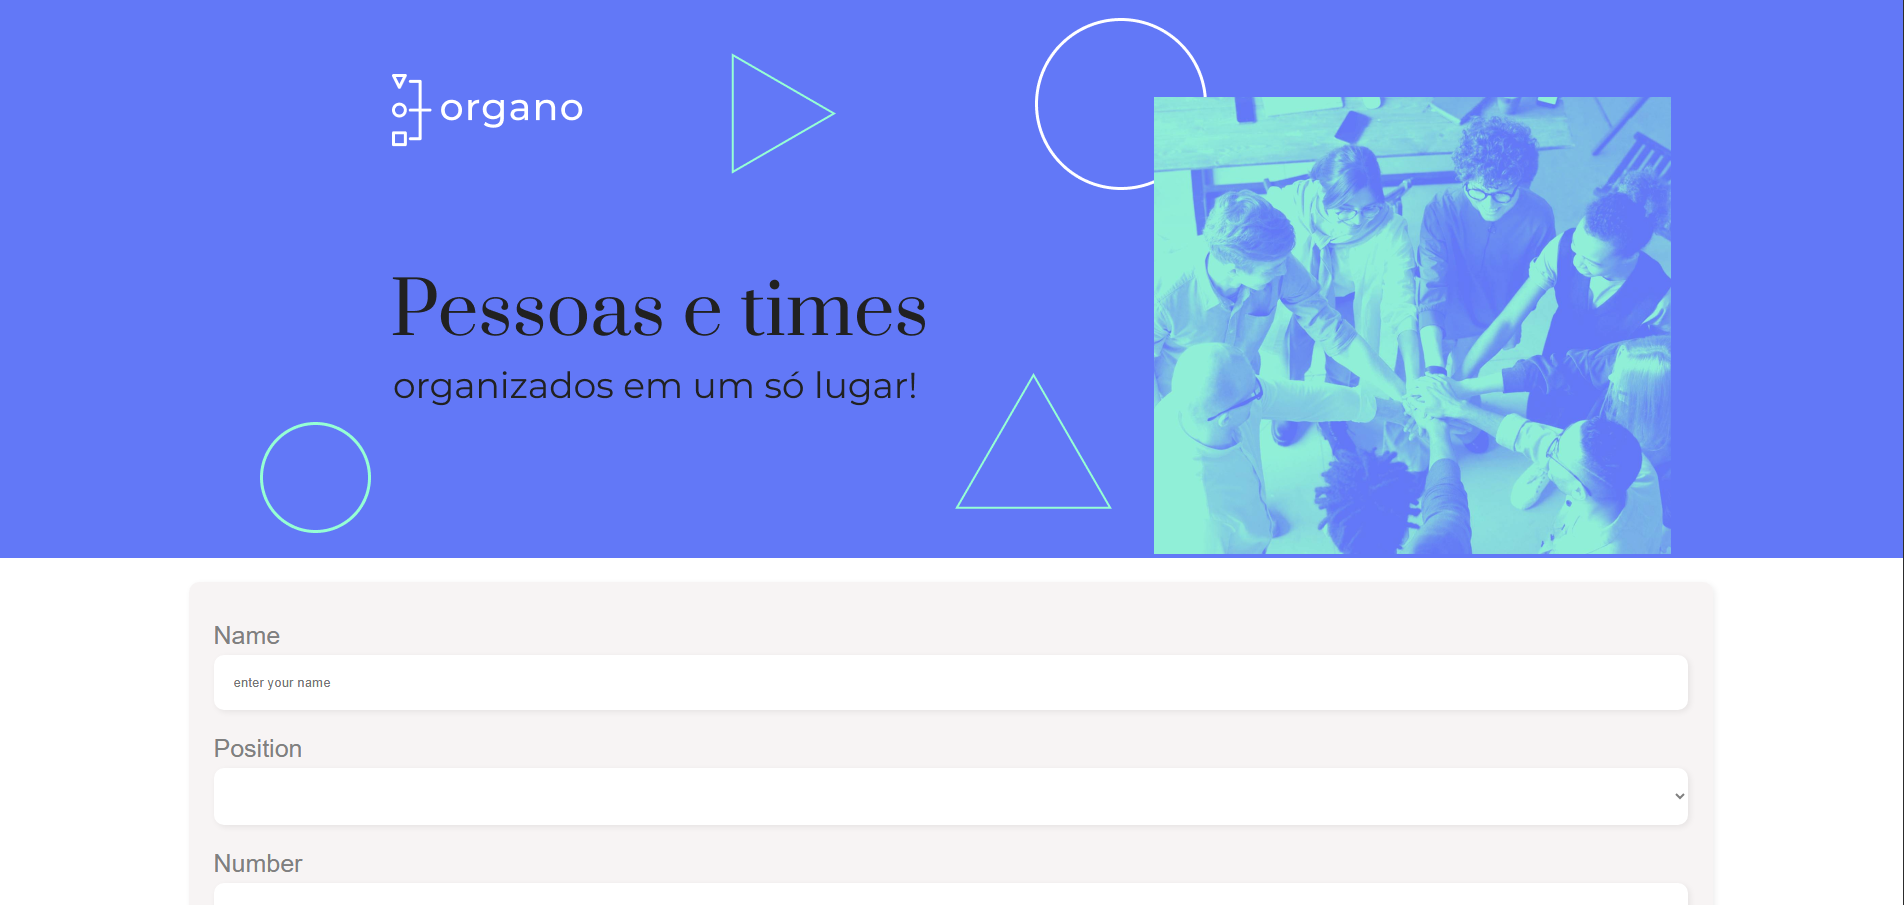 organo
Pessoas e times
organizados em um só lugar!
Name
enter your name
Position
Number